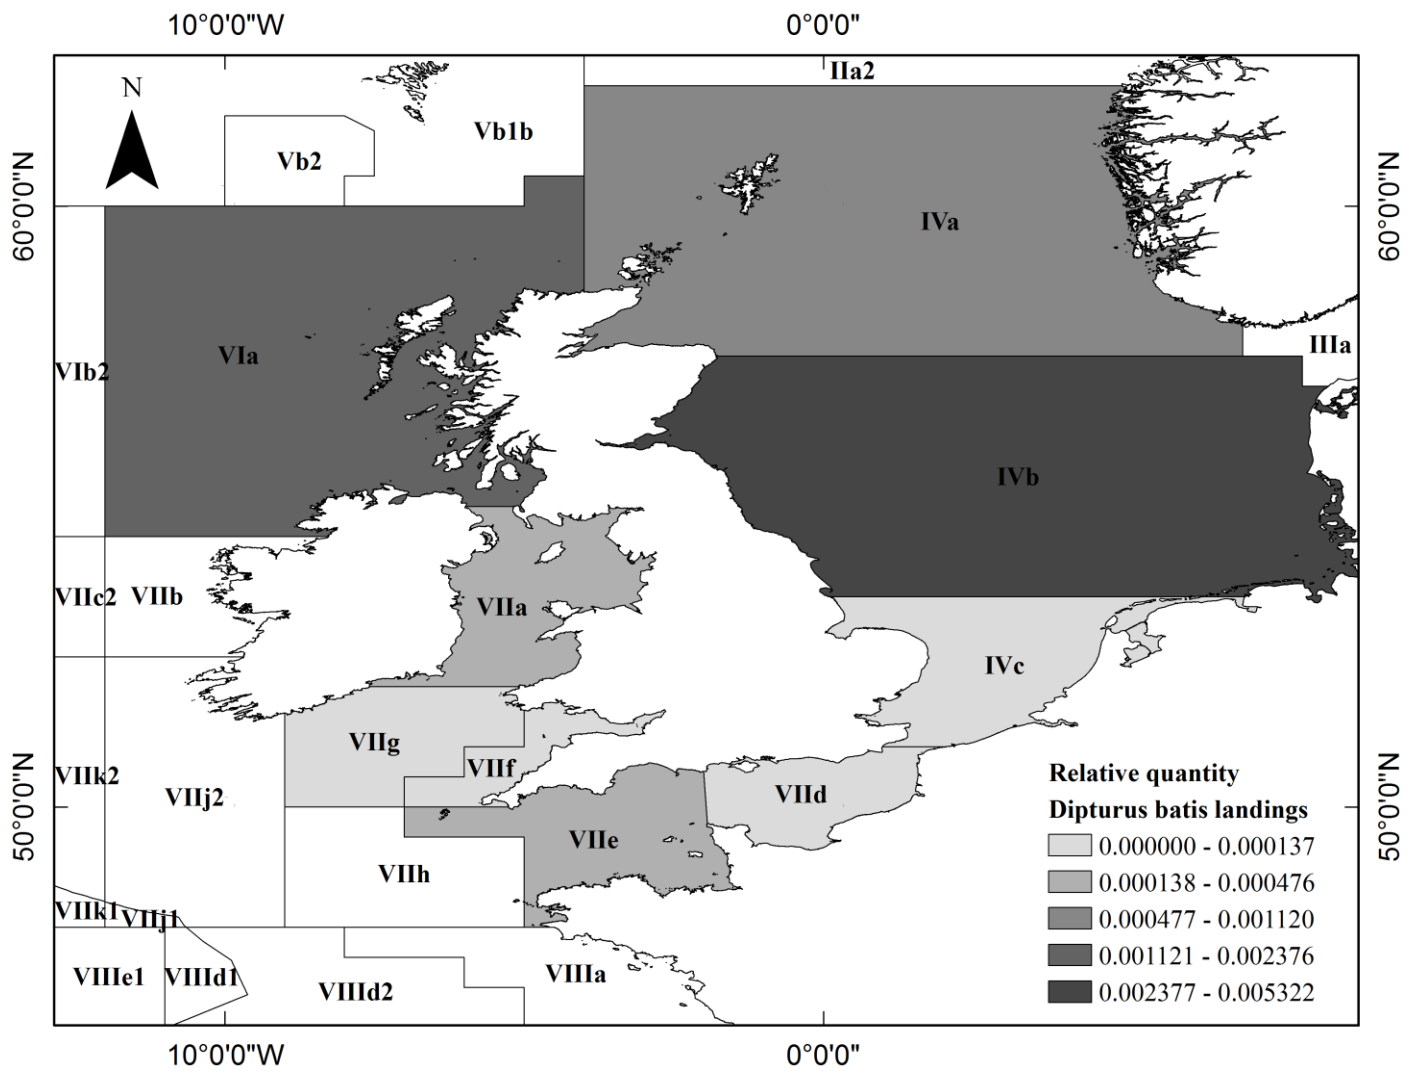 10°0'0"W
0°0'0"
IIa2
N
Vb1b
Vb2
60°0'0"N
60°0'0"N
IVa
VIa
IIIa
VIb2
IVb
VIIc2
VIIb
VIIa
IVc
VIIg
VIIf
VIIk2
VIIj2
VIId
50°0'0"N
50°0'0"N
VIIe
VIIh
VIIk1
VIIj1
VIIIe1
VIIId1
VIIId2
VIIIa
Relative quantity
Dipturus batis landings
0.000000 - 0.000137
0.000138 - 0.000476
0.000477 - 0.001120
0.001121 - 0.002376
0.002377 - 0.005322
10°0'0"W
0°0'0"